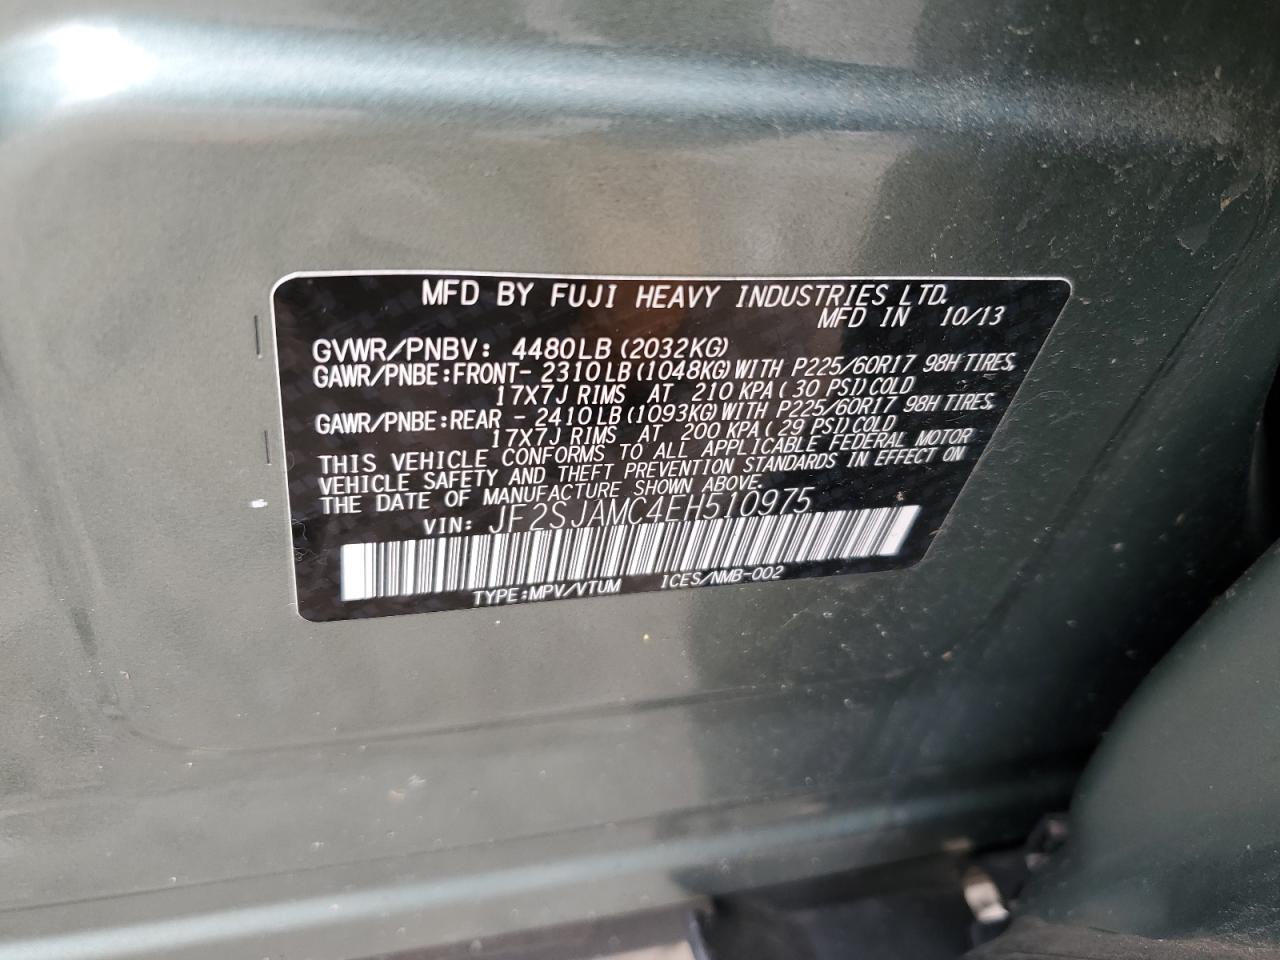 MFD BY FUJI HEAVY INDUSTRIES LTD.
MFD IN 10/13
GVWR/PNBV: 4480LB(2032KG)
GAWR/PNBE:FRONT- 2310LB(1048KG)WITH P225/60R17 98H TIRES,
17X7J RIMS AT 210 KPA(30 PSI)COLD
GAWR/PNBE:REAR - 2410LB(1093KG)WITH P225/60R17 98H TIRES,
17X7J RIMS AT 200 KPA(29 PSI)COLD
THIS VEHICLE CONFORMS TO ALL APPLICABLE FEDERAL MOTOR
VEHICLE SAFETY AND THEFT PREVENTION STANDARDS IN EFFECT ON
THE DATE OF MANUFACTURE SHOWN ABOVE.
VIN: JF2SJAMC4EH510975
TYPE:MPV/VTUM ICES/NMB-002